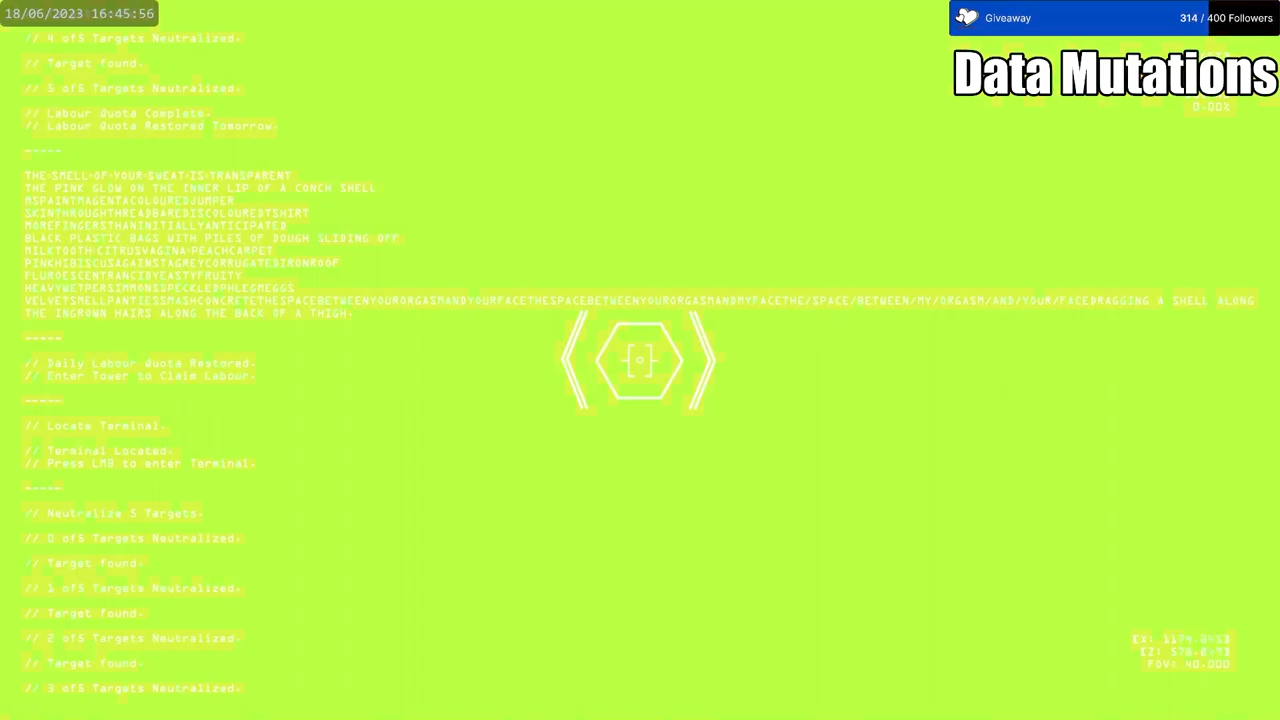 18/06/2023 16:45:56
Giveaway
314 / 400 Followers
Data Mutations
0.00%
// 4 of5 Targets Neutralized.
// Target found.
// 5 of5 Targets Neutralized.
// Labour Quota Complete.
// Labour Quota Restored Tomorrow.
-----
THE SMELL OF YOUR SWEAT IS TRANSPARENT
THE PINK GLOW ON THE INNER LIP OF A CONCH SHELL
MSPAINTMAGENTACOLOUREDJUMPER
SKINTHROUGHTHREADBAREDISCOLOUREDTSHIRT
MOREFINGERSTHANINITIALLYANTICIPATED
BLACK PLASTIC BAGS WITH PILES OF DOUGH SLIDING OFF
MILKTOOTH CITRUSVAGINA PEACHCARPET
PINKHIBISCUSAGAINSTAGREYCORRUGATEDIRONROOF
FLUROESCENTRANCIDYEASTYFRUITY
HEAVYWETPERSIMMONSSPECKLEDPHLEGMEGGS
VELVETSMELLPANTIESSMASHCONCRETETHESPACEBETWEENYOURORGASMANDYOURFACETHESPACEBETWEENYOURORGASMANDMYFACETHE/SPACE/BETWEEN/MY/ORGASM/AND/YOUR/FACEDRAGGING A SHELL ALONG
THE INGROWN HAIRS ALONG THE BACK OF A THIGH.
-----
// Daily Labour Quota Restored.
// Enter Tower to Claim Labour.
-----
// Locate Terminal.
// Terminal Located.
// Press LMB to enter Terminal.
-----
// Neutralize 5 Targets.
// 0 of5 Targets Neutralized.
// Target found.
// 1 of5 Targets Neutralized.
// Target found.
// 2 of5 Targets Neutralized.
// Target found.
// 3 of5 Targets Neutralized.
FOV: 40.000